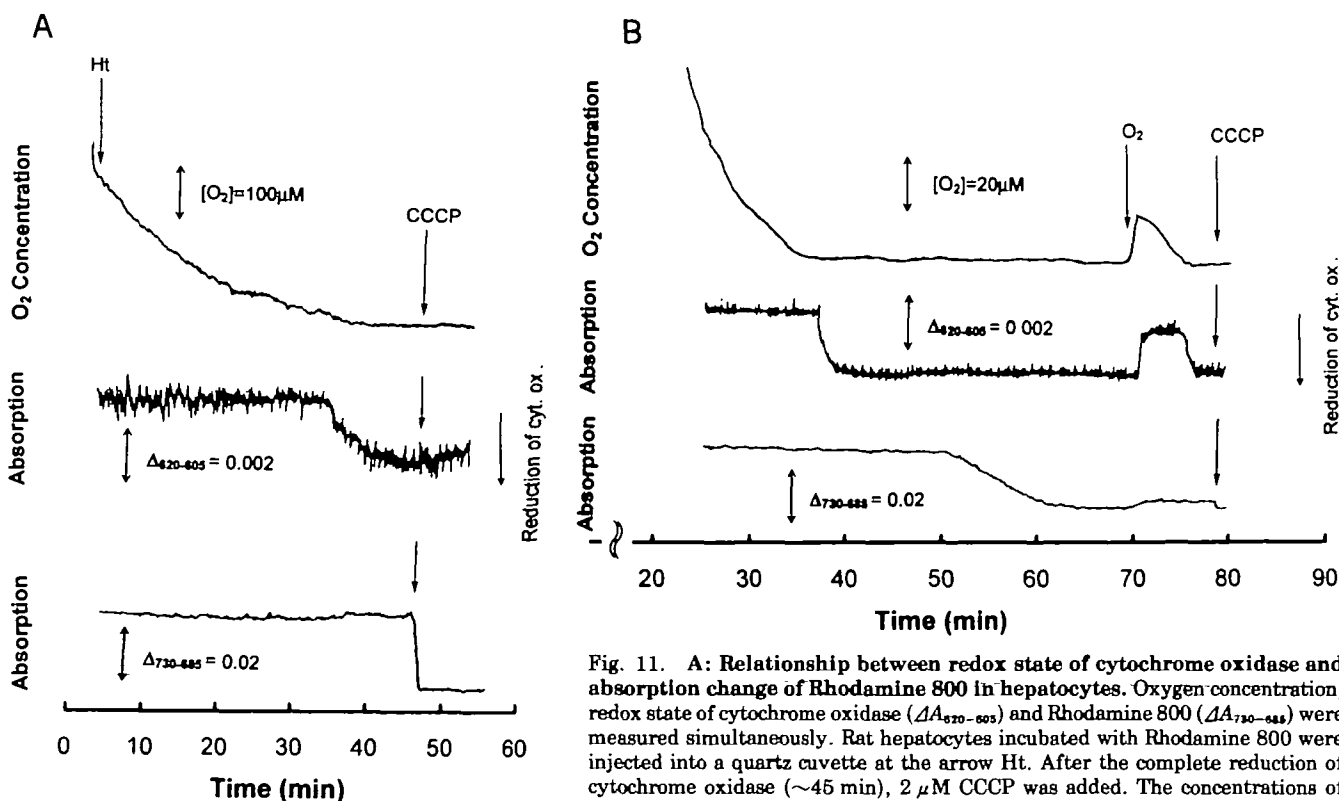 A
Ht
O₂ Concentration
[O₂]=100μM
CCCP
Absorption
Δ620-605 = 0.002
Reduction of cyt. ox.
Absorption
Δ730-685 = 0.02
0 10 20 30 40 50 60
Time (min)
B
O₂ Concentration
[O₂]=20μM
O₂
CCCP
Absorption
Δ620-605 = 0 002
Reduction of cyt. ox.
Absorption
Δ730-685 = 0.02
20 30 40 50 60 70 80 90
Time (min)
Fig. 11. A: Relationship between redox state of cytochrome oxidase and
absorption change of Rhodamine 800 in hepatocytes. Oxygen concentration,
redox state of cytochrome oxidase (ΔA620-605) and Rhodamine 800 (ΔA730-685) were
measured simultaneously. Rat hepatocytes incubated with Rhodamine 800 were
injected into a quartz cuvette at the arrow Ht. After the complete reduction of
cytochrome oxidase (~45 min), 2 μM CCCP was added. The concentrations of